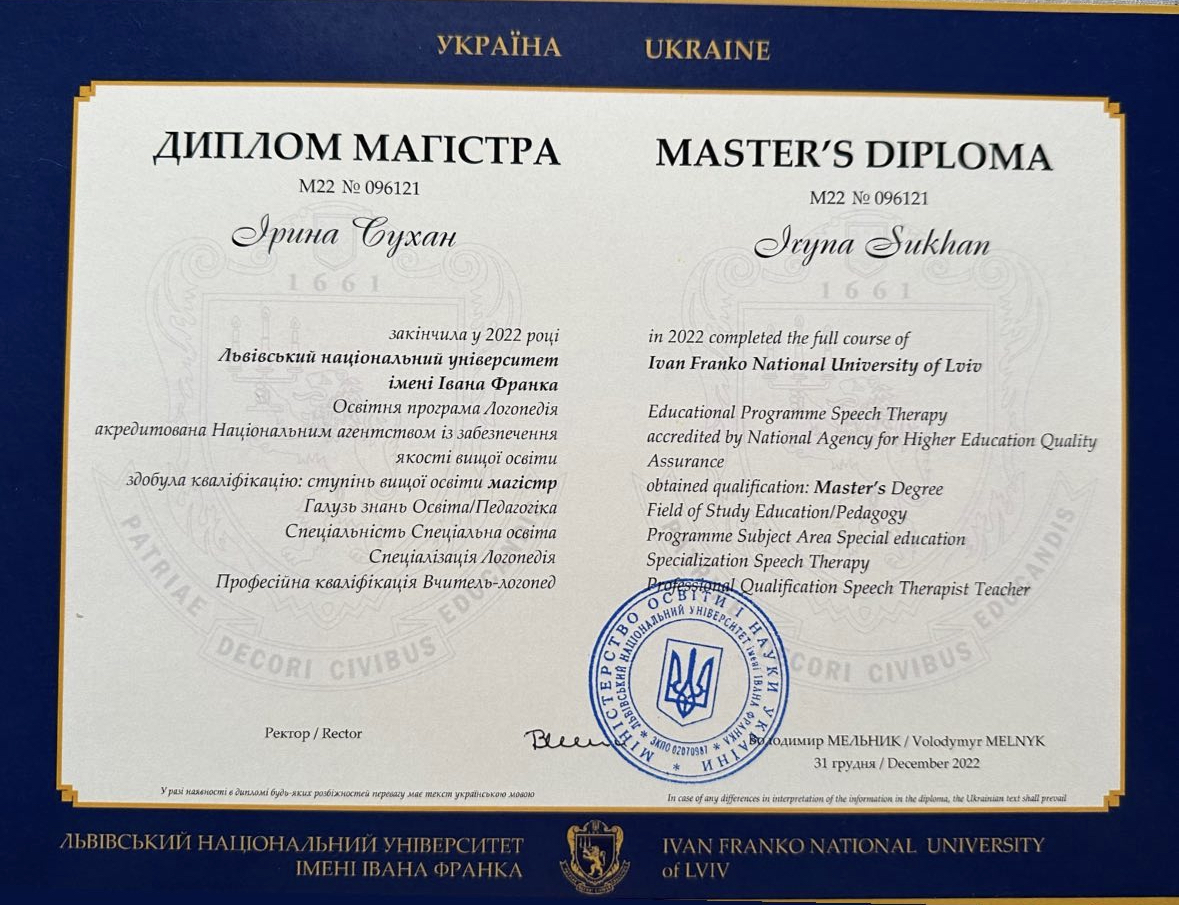 УКРАЇНА
UKRAINE
ДИПЛОМ МАГІСТРА
М22 № 096121
Ірина Сухан
1661
закінчила у 2022 році
Львівський національний університет
імені Івана Франка
Освітня програма Логопедія
акредитована Національним агентством із забезпечення
якості вищої освіти
здобула кваліфікацію: ступінь вищої освіти магістр
Галузь знань Освіта/Педагогіка
Спеціальність Спеціальна освіта
Спеціалізація Логопедія
Професійна кваліфікація Вчитель-логопед
PATRIAE DECORI CIVIBUS EDUCANDIS
MASTER'S DIPLOMA
М22 № 096121
Iryna Sukhan
1661
in 2022 completed the full course of
Ivan Franko National University of Lviv
Educational Programme Speech Therapy
accredited by National Agency for Higher Education Quality
Assurance
obtained qualification: Master's Degree
Field of Study Education/Pedagogy
Programme Subject Area Special education
Specialization Speech Therapy
Professional Qualification Speech Therapist Teacher
DECORI CIVIBUS EDUCANDIS
МІНІСТЕРСТВО ОСВІТИ І НАУКИ УКРАЇНИ *
ЛЬВІВСЬКИЙ НАЦІОНАЛЬНИЙ УНІВЕРСИТЕТ імені ІВАНА ФРАНКА
* ЗКПО 02070987 *
Ректор / Rector
Володимир МЕЛЬНИК / Volodymyr MELNYK
31 грудня / December 2022
У разі наявності в дипломі будь-яких розбіжностей перевагу має текст українською мовою
In case of any differences in interpretation of the information in the diploma, the Ukrainian text shall prevail
ЛЬВІВСЬКИЙ НАЦІОНАЛЬНИЙ УНІВЕРСИТЕТ
ІМЕНІ ІВАНА ФРАНКА
IVAN FRANKO NATIONAL UNIVERSITY
of LVIV